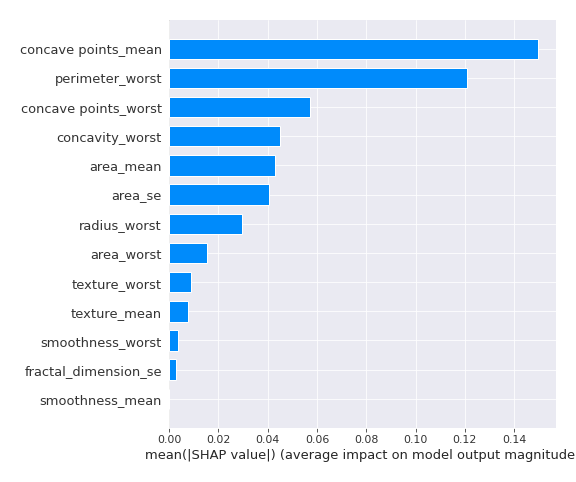 concave points_mean
perimeter_worst
concave points_worst
concavity_worst
area_mean
area_se
radius_worst
area_worst
texture_worst
texture_mean
smoothness_worst
fractal_dimension_se
smoothness_mean
0.00 0.02 0.04 0.06 0.08 0.10 0.12 0.14
mean(|SHAP value|) (average impact on model output magnitude